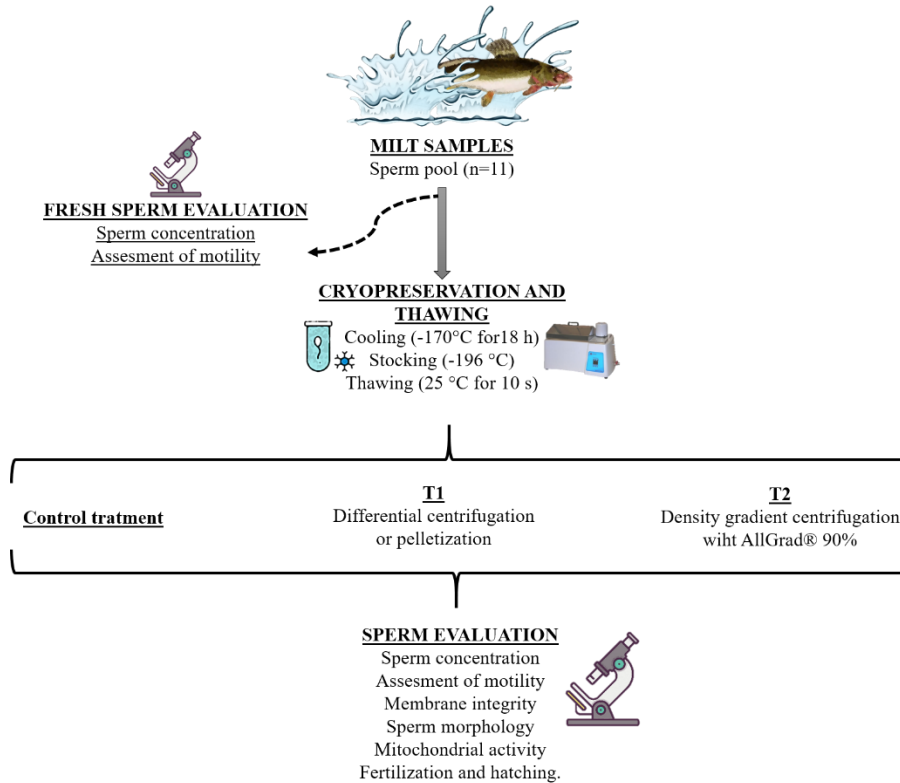 MILT SAMPLES
Sperm pool (n=11)
FRESH SPERM EVALUATION
Sperm concentration
Assesment of motility
CRYOPRESERVATION AND
THAWING
Cooling (-170°C for18 h)
Stocking (-196 °C)
Thawing (25 °C for 10 s)
Control tratment
T1
Differential centrifugation
or pelletization
T2
Density gradient centrifugation
wiht AllGrad® 90%
SPERM EVALUATION
Sperm concentration
Assesment of motility
Membrane integrity
Sperm morphology
Mitochondrial activity
Fertilization and hatching.